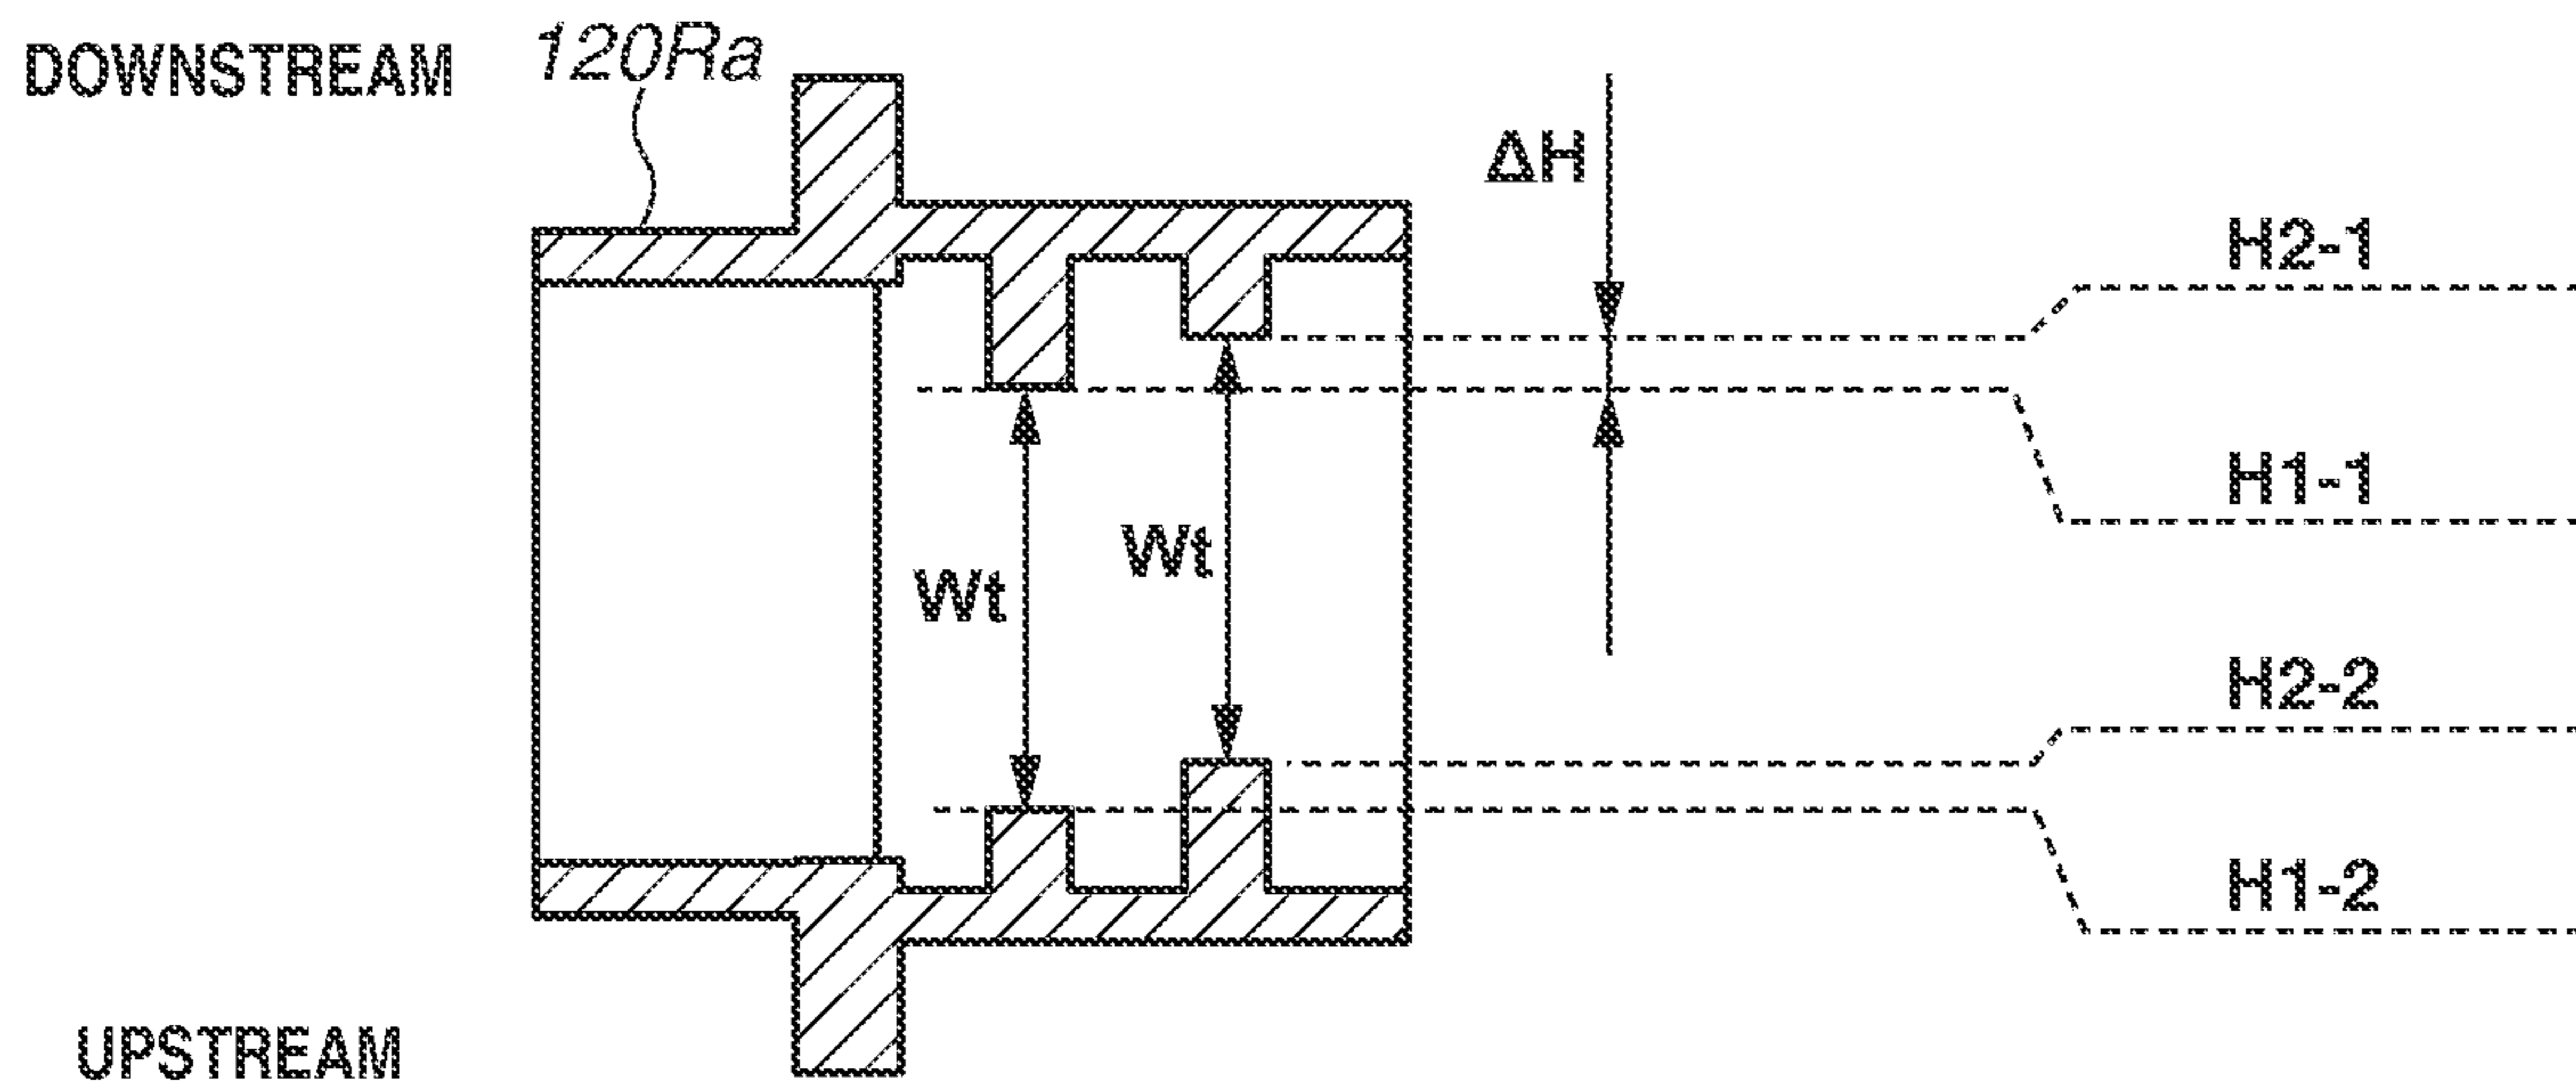 DOWNSTREAM 120Ra
ΔH
H2-1
H1-1
Wt
Wt
H2-2
H1-2
UPSTREAM